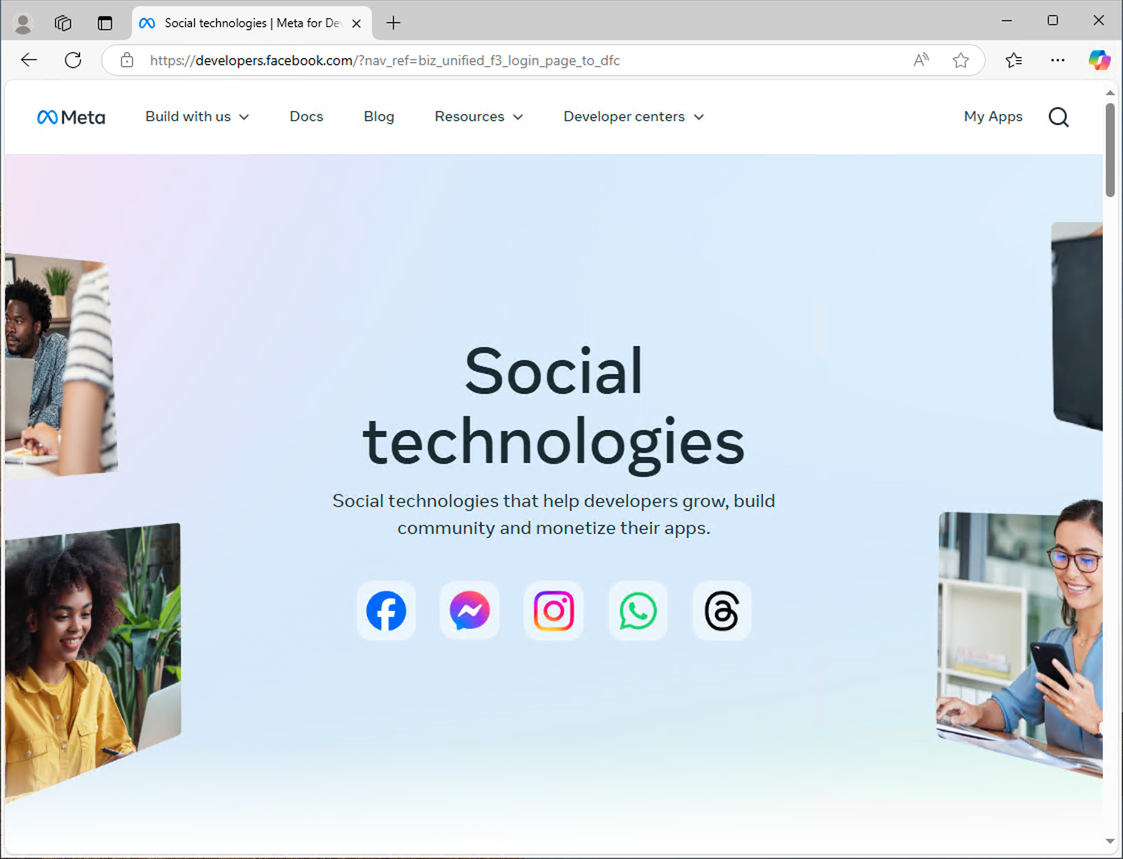 Social technologies | Meta for De
https://developers.facebook.com/?nav_ref=biz_unified_f3_login_page_to_dfc
Meta
Build with us
Docs
Blog
Resources
Developer centers
My Apps
Social
technologies
Social technologies that help developers grow, build
community and monetize their apps.